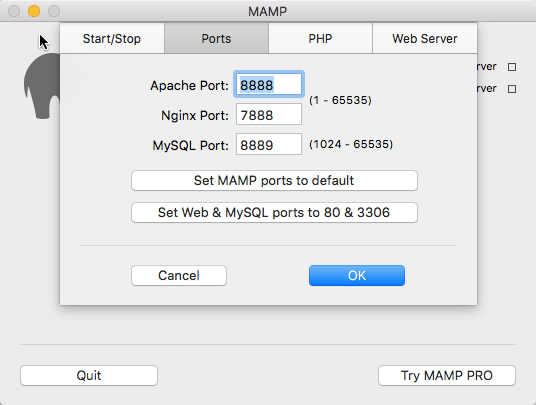 MAMP
Start/Stop Ports PHP Web Server
Apache Port: 8888
(1 - 65535)
Nginx Port: 7888
MySQL Port: 8889 (1024 - 65535)
Set MAMP ports to default
Set Web & MySQL ports to 80 & 3306
Cancel OK
rver
rver
Quit Try MAMP PRO